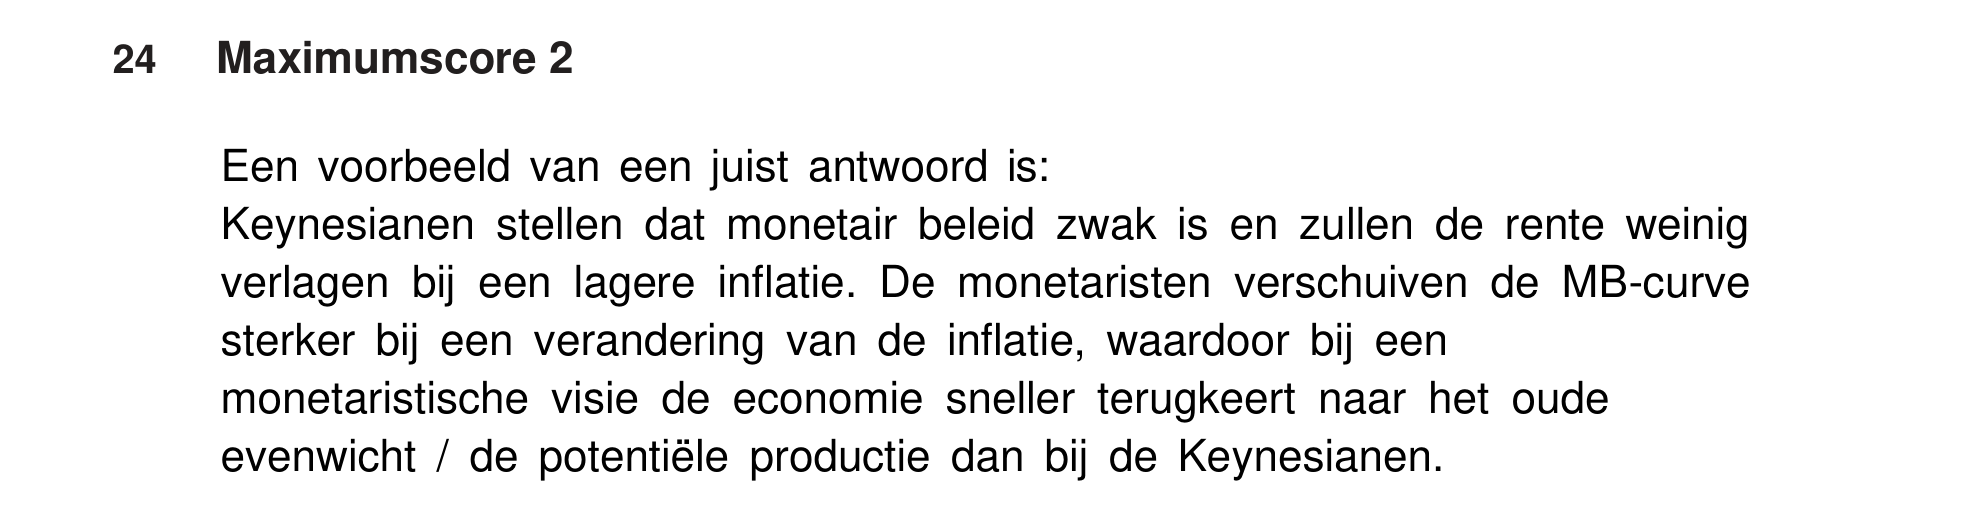 24 Maximumscore 2
Een voorbeeld van een juist antwoord is:
Keynesianen stellen dat monetair beleid zwak is en zullen de rente weinig
verlagen bij een lagere inflatie. De monetaristen verschuiven de MB-curve
sterker bij een verandering van de inflatie, waardoor bij een
monetaristische visie de economie sneller terugkeert naar het oude
evenwicht / de potentiële productie dan bij de Keynesianen.